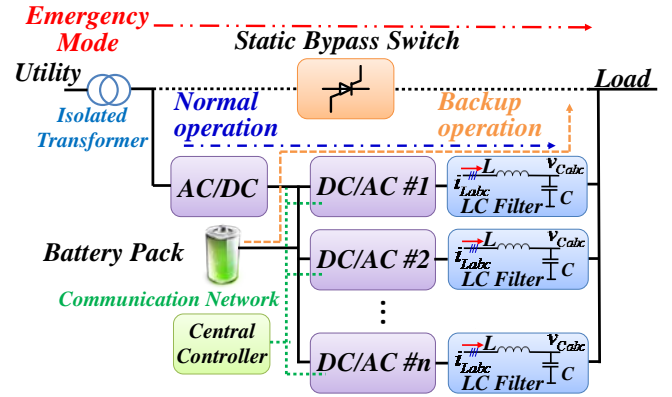 Emergency
Mode
Static Bypass Switch
Utility
Load
Isolated
Transformer
Normal
operation
Backup
operation
AC/DC
DC/AC #1
iLabc
L
vCabc
C
LC Filter
Battery Pack
DC/AC #2
iLabc
L
vCabc
C
LC Filter
Communication Network
Central
Controller
DC/AC #n
iLabc
L
vCabc
C
LC Filter